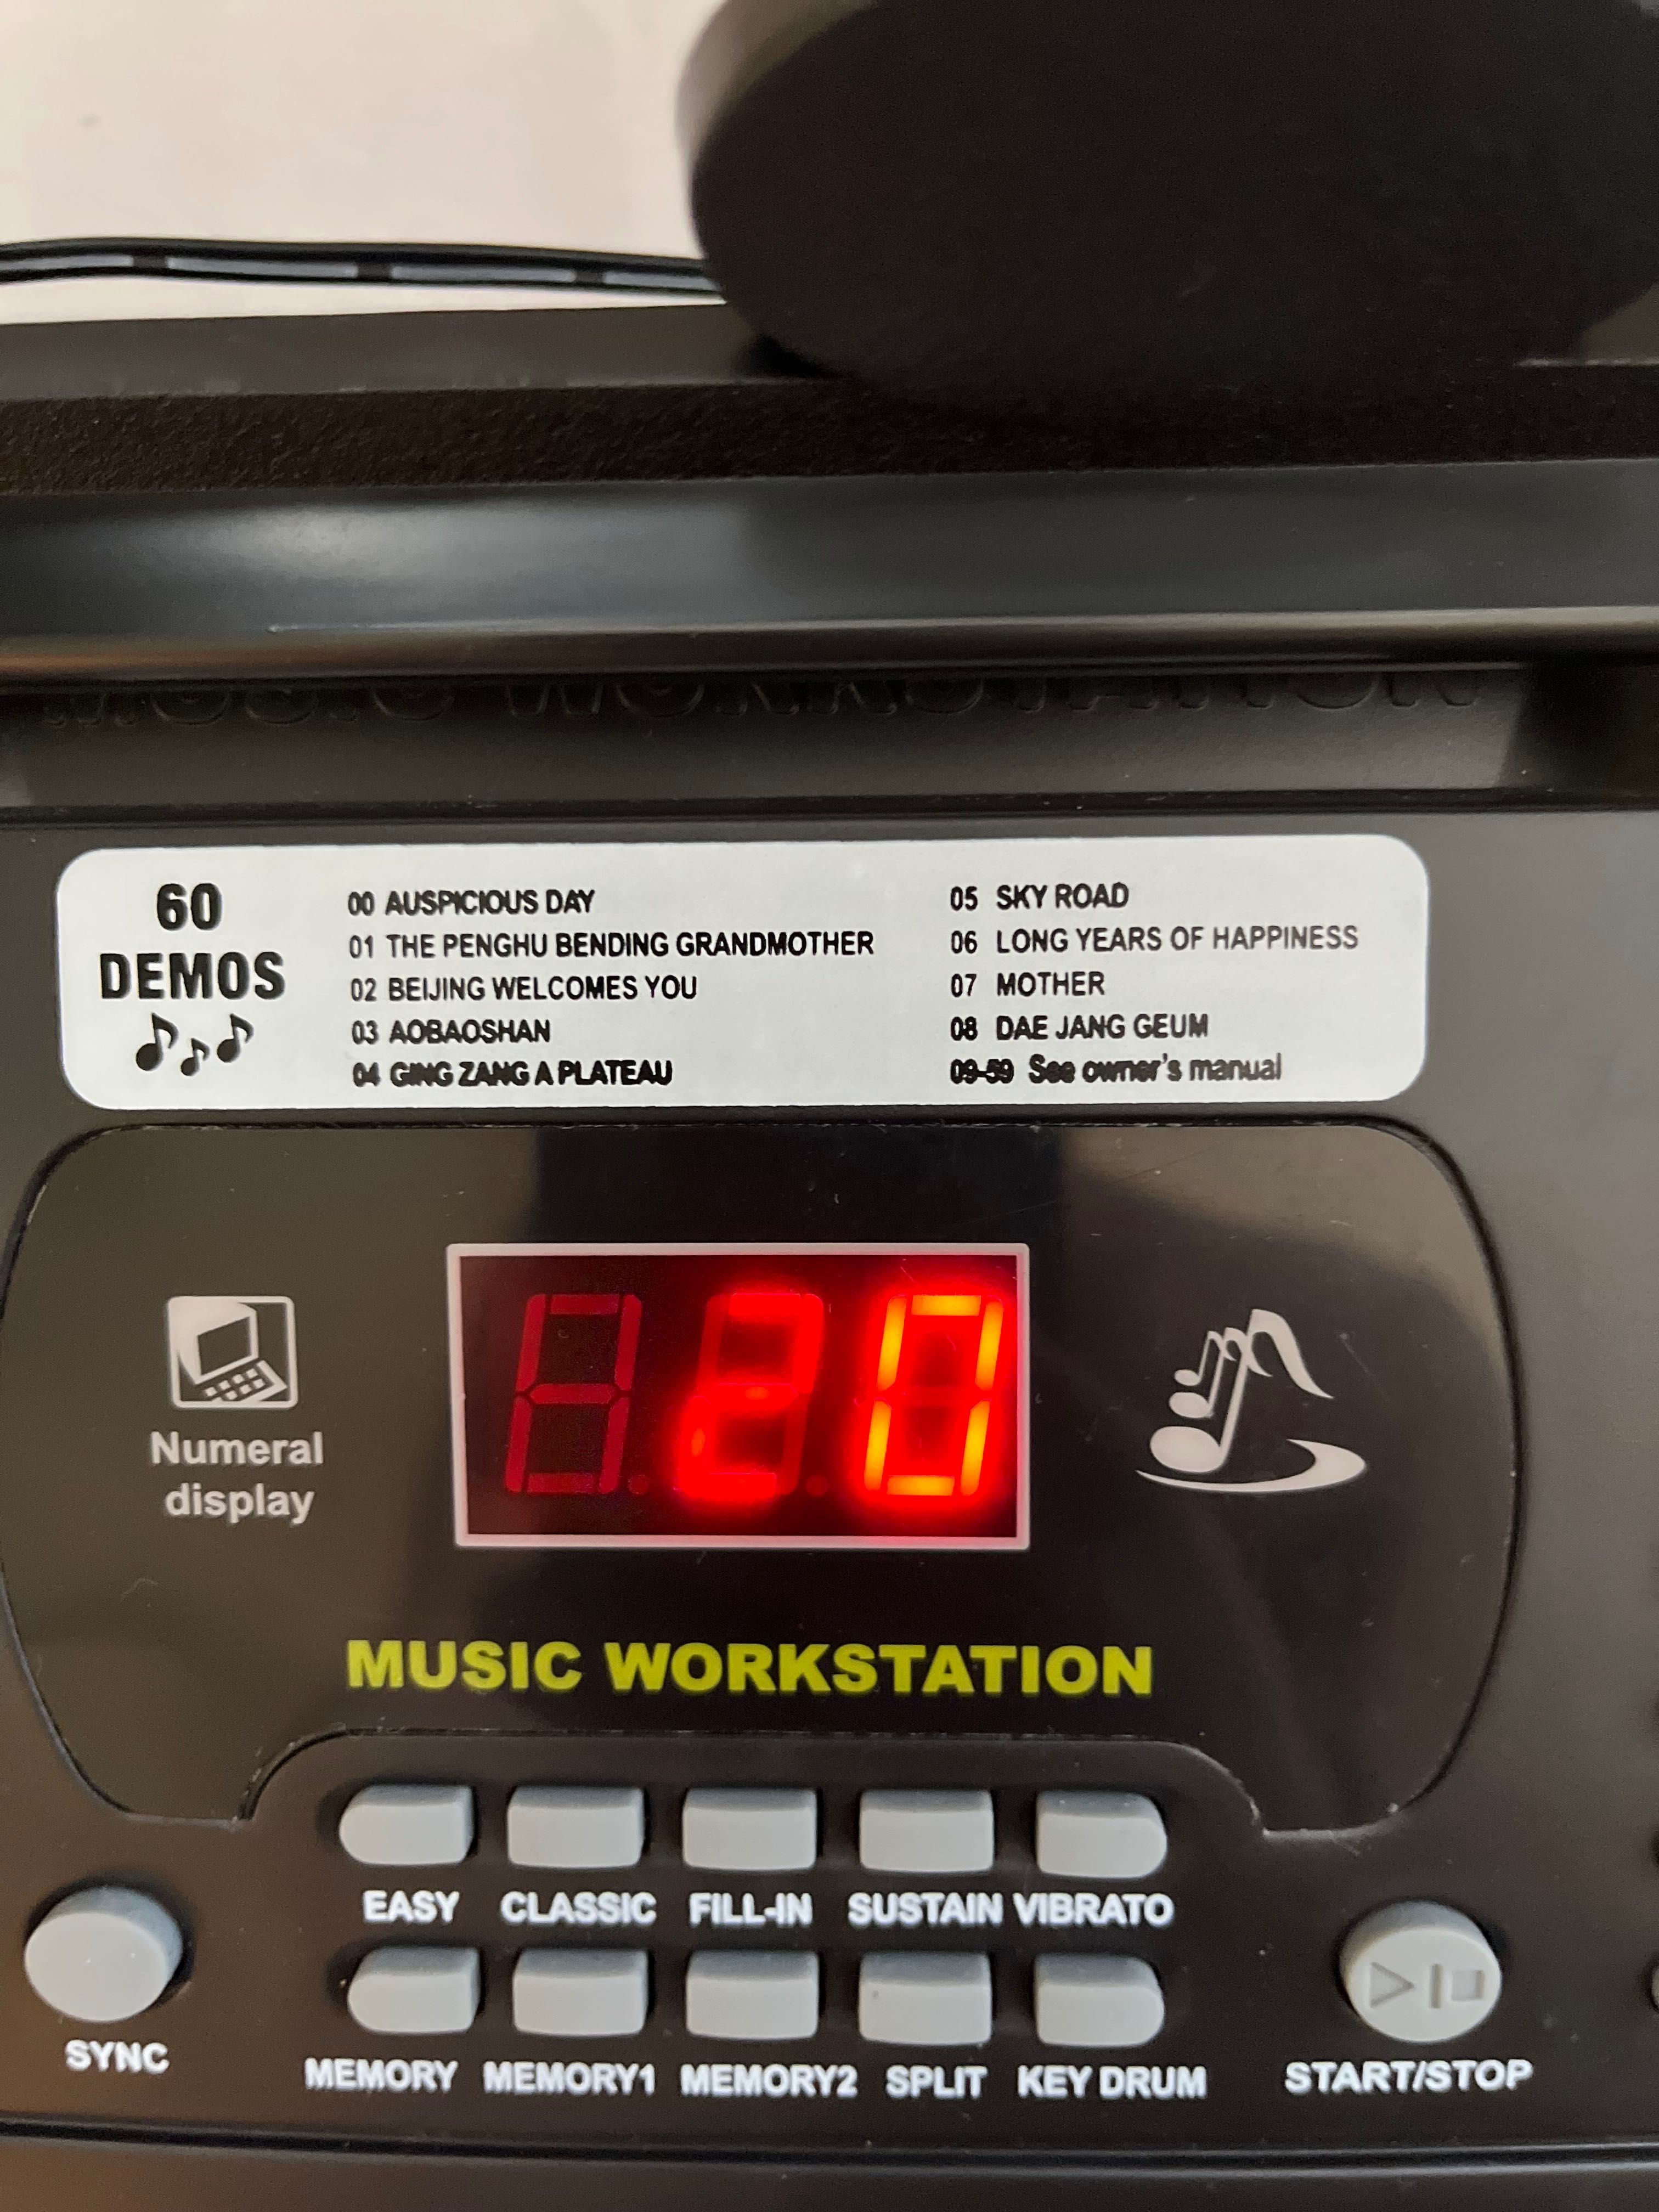 MUSIC WORKSTATION
60
DEMOS
00 AUSPICIOUS DAY
01 THE PENGHU BENDING GRANDMOTHER
02 BEIJING WELCOMES YOU
03 AOBAOSHAN
04 GING ZANG A PLATEAU
05 SKY ROAD
06 LONG YEARS OF HAPPINESS
07 MOTHER
08 DAE JANG GEUM
09-59 See owner's manual
Numeral
display
20
MUSIC WORKSTATION
EASY CLASSIC FILL-IN SUSTAIN VIBRATO
SYNC
MEMORY MEMORY1 MEMORY2 SPLIT KEY DRUM
START/STOP